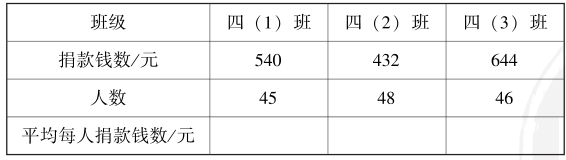 班级 四（1）班 四（2）班 四（3）班
捐款钱数/元 540 432 644
人数 45 48 46
平均每人捐款钱数/元